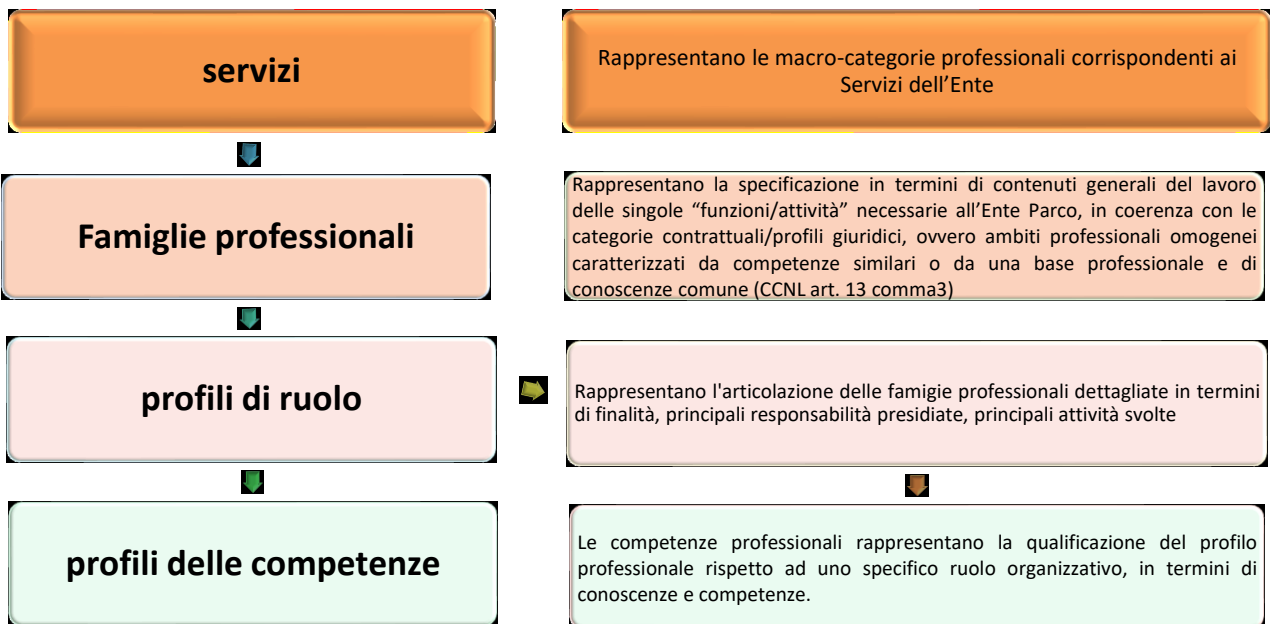 servizi
Rappresentano le macro-categorie professionali corrispondenti ai
Servizi dell’Ente
Famiglie professionali
Rappresentano la specificazione in termini di contenuti generali del lavoro
delle singole “funzioni/attività” necessarie all’Ente Parco, in coerenza con le
categorie contrattuali/profili giuridici, ovvero ambiti professionali omogenei
caratterizzati da competenze similari o da una base professionale e di
conoscenze comune (CCNL art. 13 comma3)
profili di ruolo
Rappresentano l'articolazione delle famigie professionali dettagliate in termini
di finalità, principali responsabilità presidiate, principali attività svolte
profili delle competenze
Le competenze professionali rappresentano la qualificazione del profilo
professionale rispetto ad uno specifico ruolo organizzativo, in termini di
conoscenze e competenze.